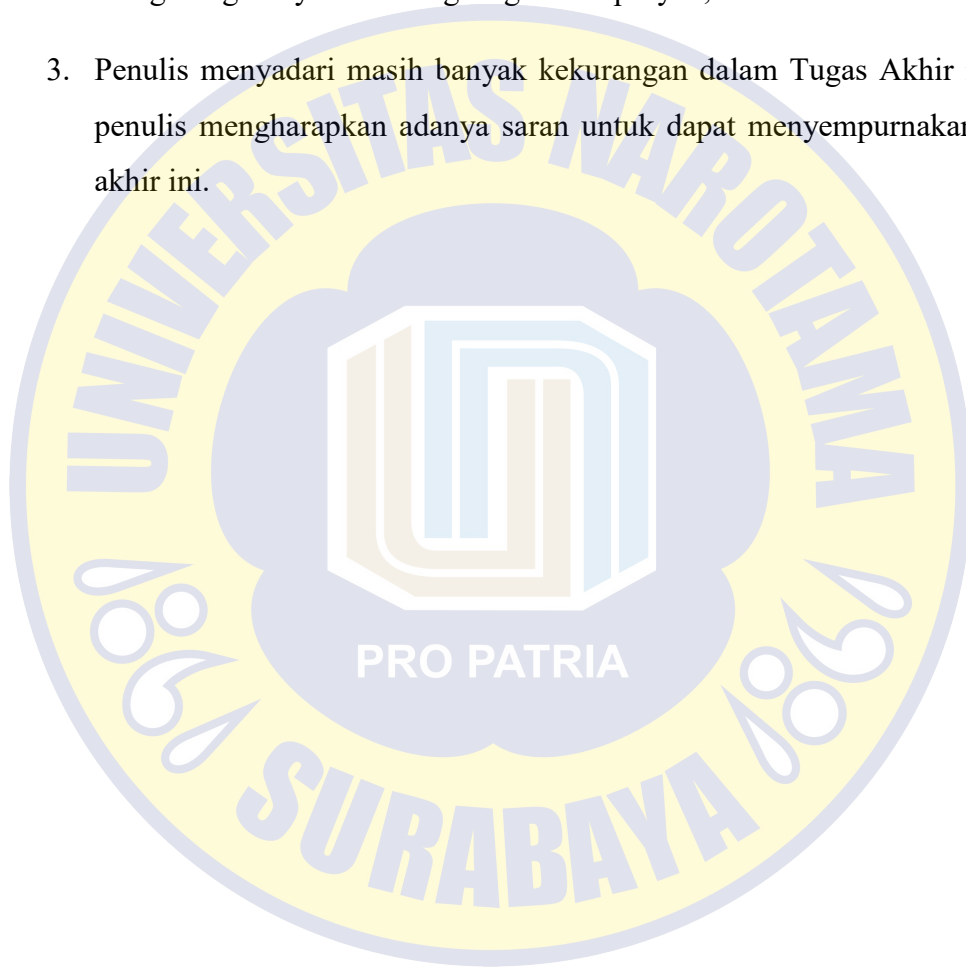 3. Penulis menyadari masih banyak kekurangan dalam Tugas Akhir
penulis mengharapkan adanya saran untuk dapat menyempurnakan
akhir ini.
UNIVERSITAS NAROTAMA
PRO PATRIA
SURABAYA